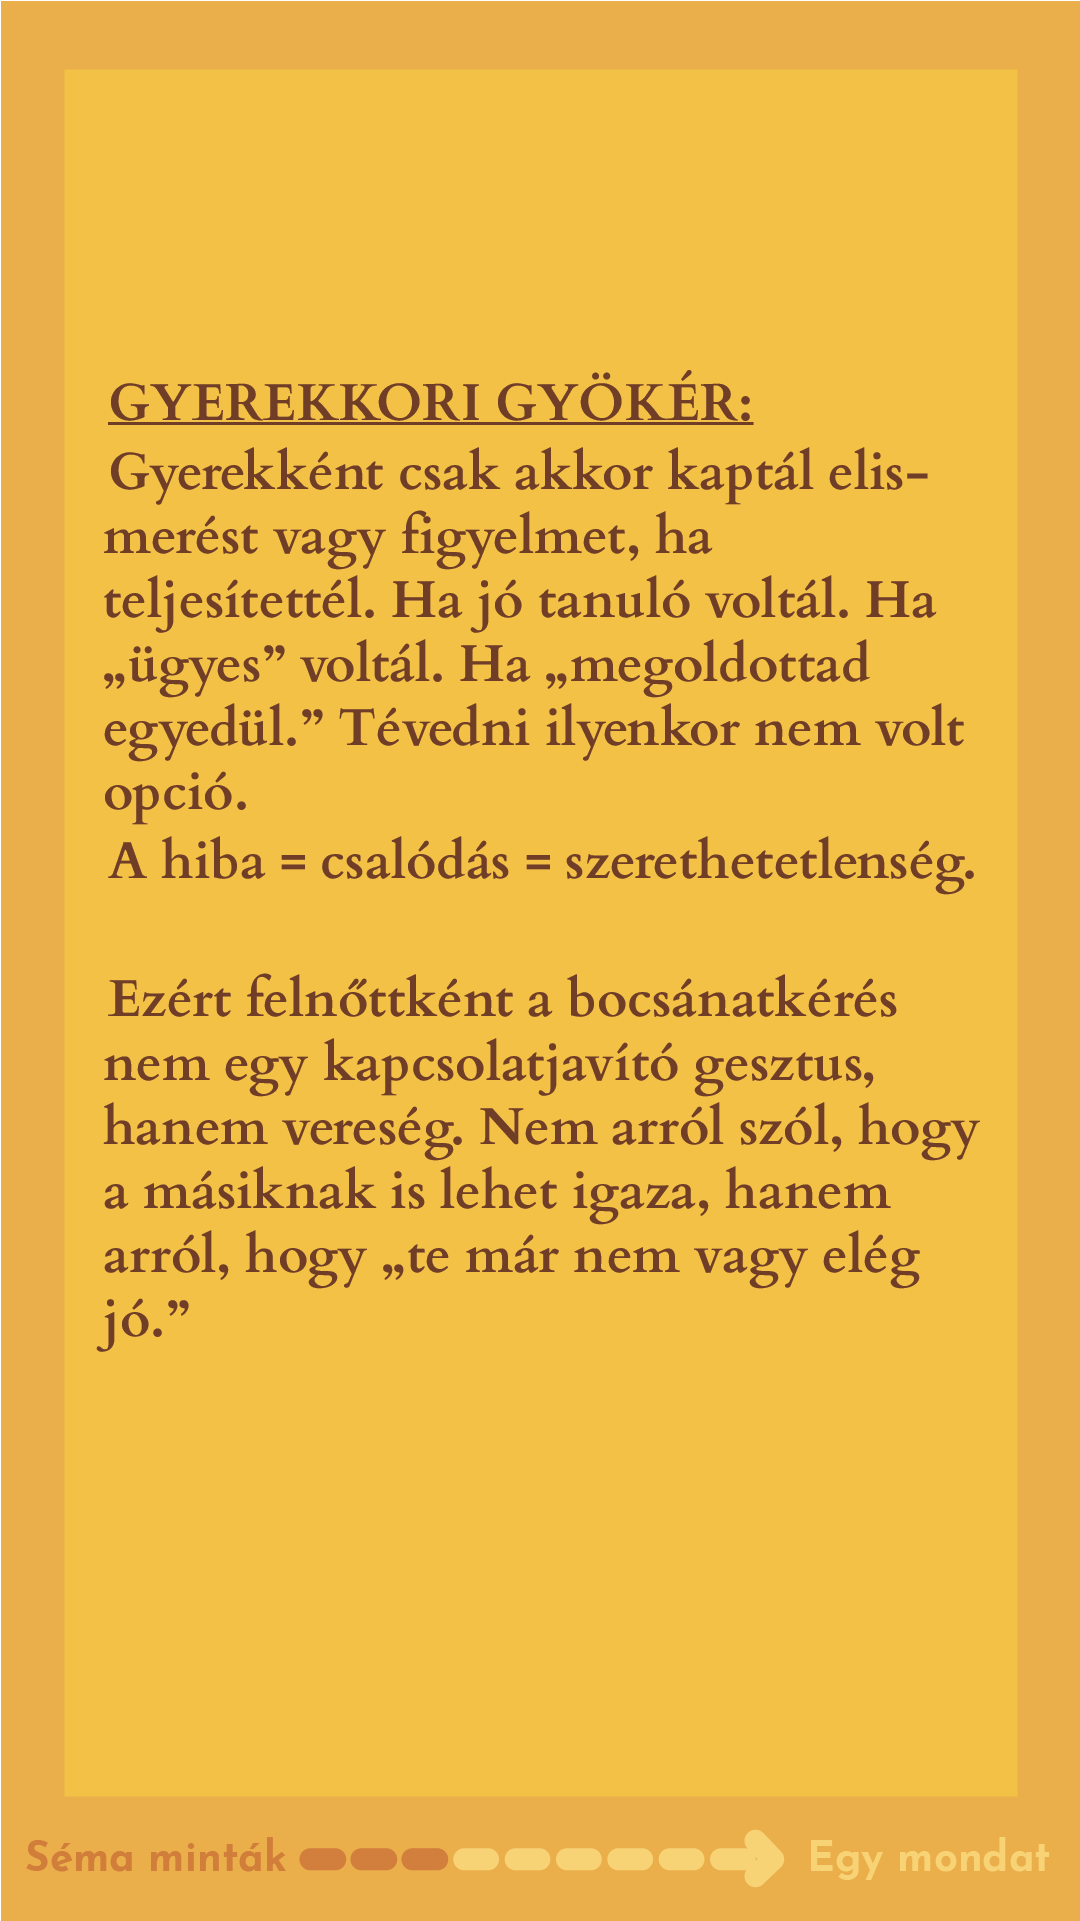 GYEREKKORI GYÖKÉR:
Gyerekként csak akkor kaptál elis-
merést vagy figyelmet, ha
teljesítettél. Ha jó tanuló voltál. Ha
„ügyes” voltál. Ha „megoldottad
egyedül.” Tévedni ilyenkor nem volt
opció.
A hiba = csalódás = szerethetetlenség.
Ezért felnőttként a bocsánatkérés
nem egy kapcsolatjavító gesztus,
hanem vereség. Nem arról szól, hogy
a másiknak is lehet igaza, hanem
arról, hogy „te már nem vagy elég
jó.”
Séma minták
Egy mondat